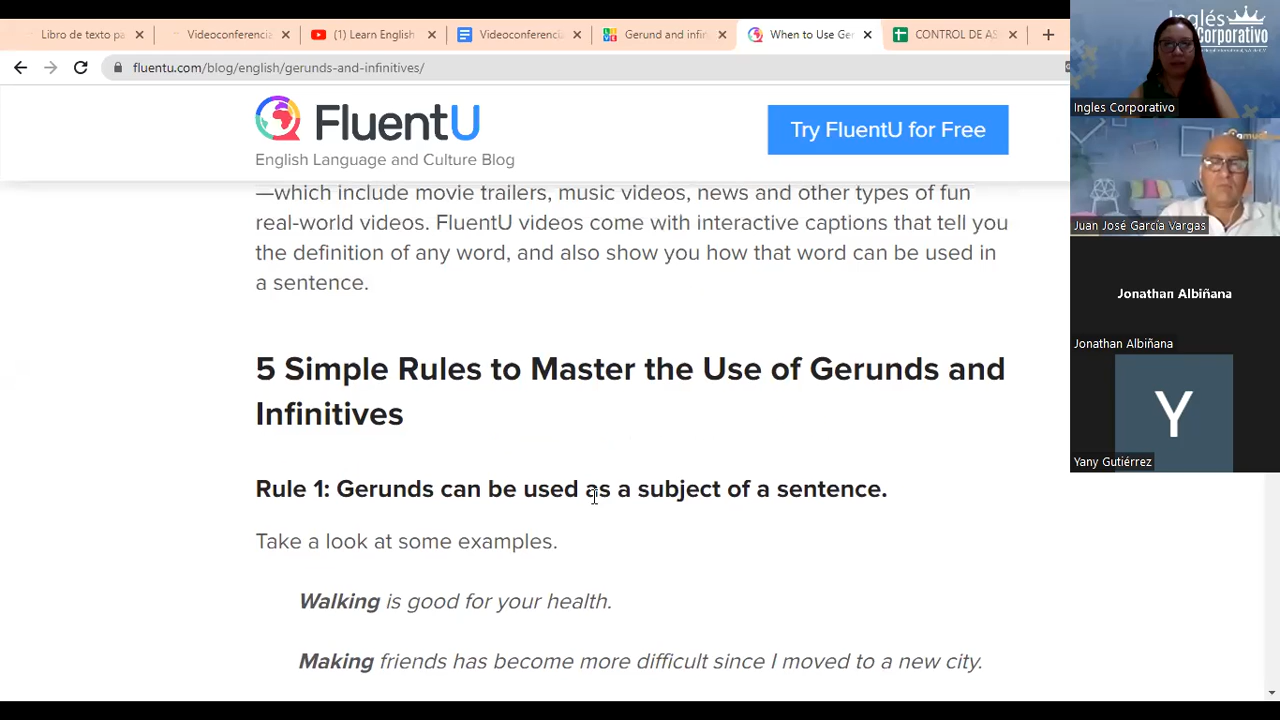 Libro de texto pa
Videoconferencia
(1) Learn English
Videoconferencu
Gerund and infin
When to Use Ger
CONTROL DE AS
fluentu.com/blog/english/gerunds-and-infinitives/
FluentU
English Language and Culture Blog
Try FluentU for Free
—which include movie trailers, music videos, news and other types of fun
real-world videos. FluentU videos come with interactive captions that tell you
the definition of any word, and also show you how that word can be used in
a sentence.
5 Simple Rules to Master the Use of Gerunds and
Infinitives
Rule 1: Gerunds can be used as a subject of a sentence.
Take a look at some examples.
Walking is good for your health.
Making friends has become more difficult since I moved to a new city.
Inglés
Corporativo
Ingles Corporativo
Juan José García Vargas
Jonathan Albiñana
Jonathan Albiñana
Y
Yany Gutiérrez